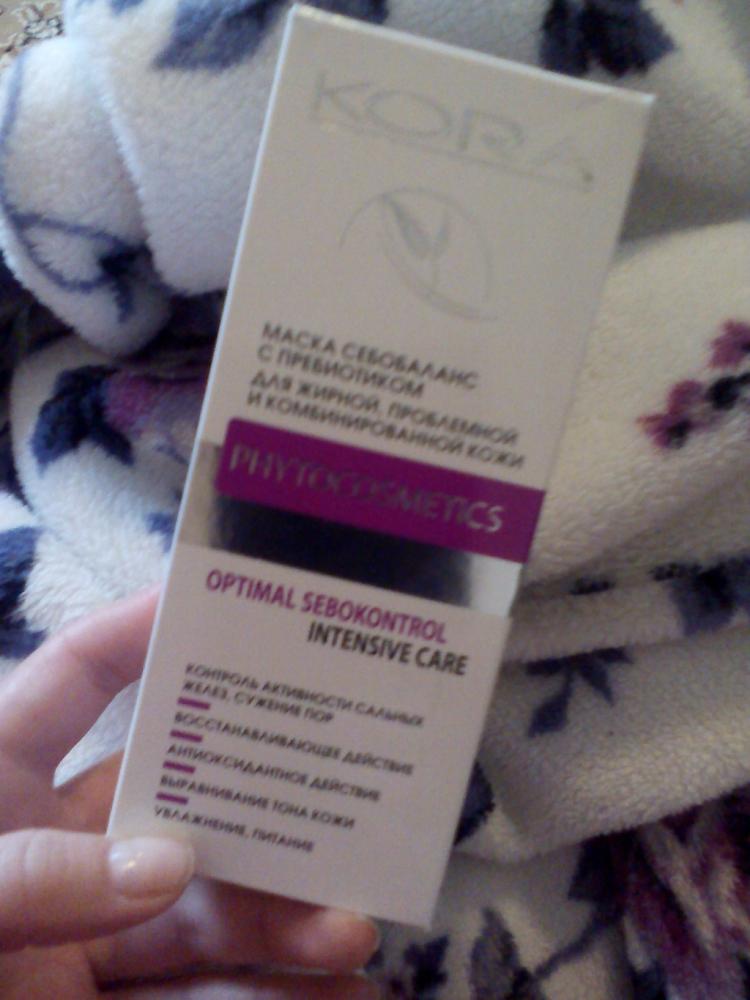 KORA
МАСКА СЕБОБАЛАНС
С ПРЕБИОТИКОМ
ДЛЯ ЖИРНОЙ, ПРОБЛЕМНОЙ
И КОМБИНИРОВАННОЙ КОЖИ
PHYTOCOSMETICS
OPTIMAL SEBOKONTROL
INTENSIVE CARE
КОНТРОЛЬ АКТИВНОСТИ САЛЬНЫХ
ЖЕЛЕЗ, СУЖЕНИЕ ПОР
ВОССТАНАВЛИВАЮЩЕЕ ДЕЙСТВИЕ
АНТИОКСИДАНТНОЕ ДЕЙСТВИЕ
ВЫРАВНИВАНИЕ ТОНА КОЖИ
УВЛАЖНЕНИЕ, ПИТАНИЕ